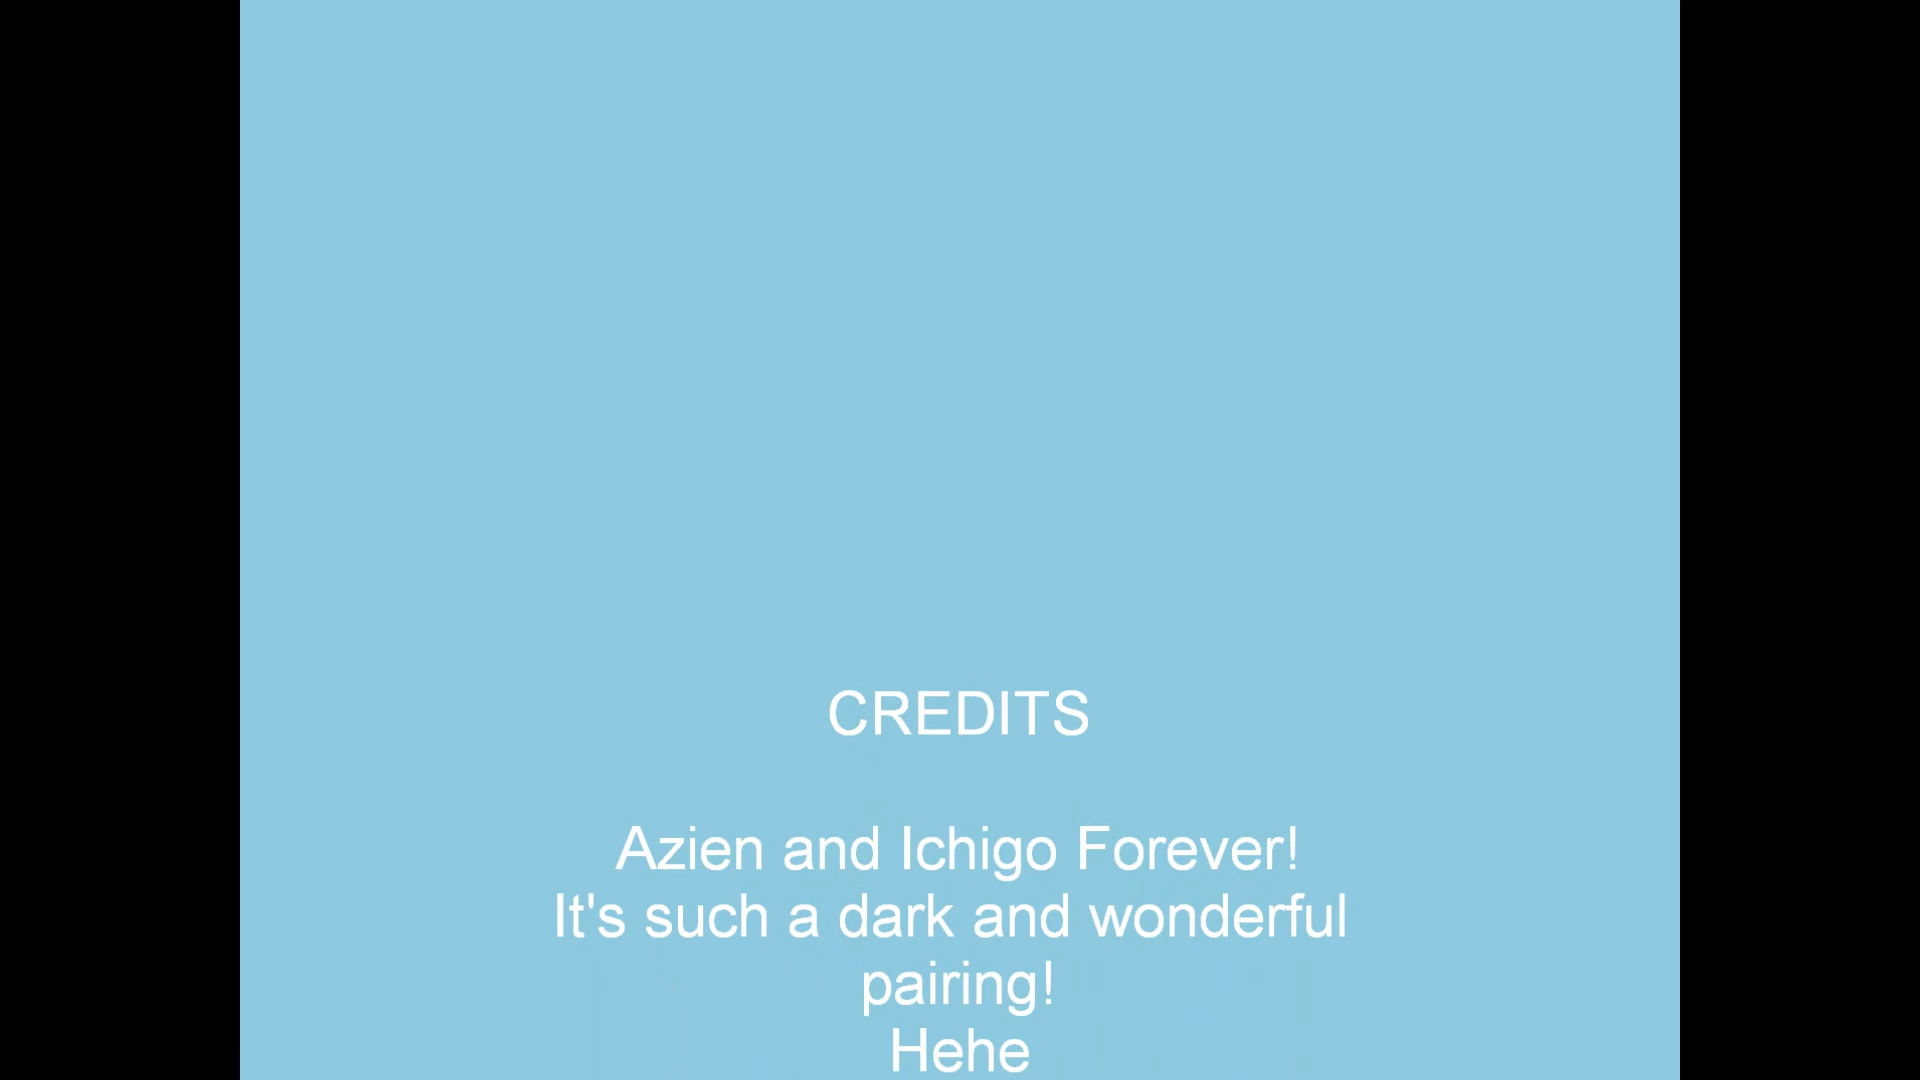 CREDITS
Azien and Ichigo Forever!
It's such a dark and wonderful
pairing!
Hehe